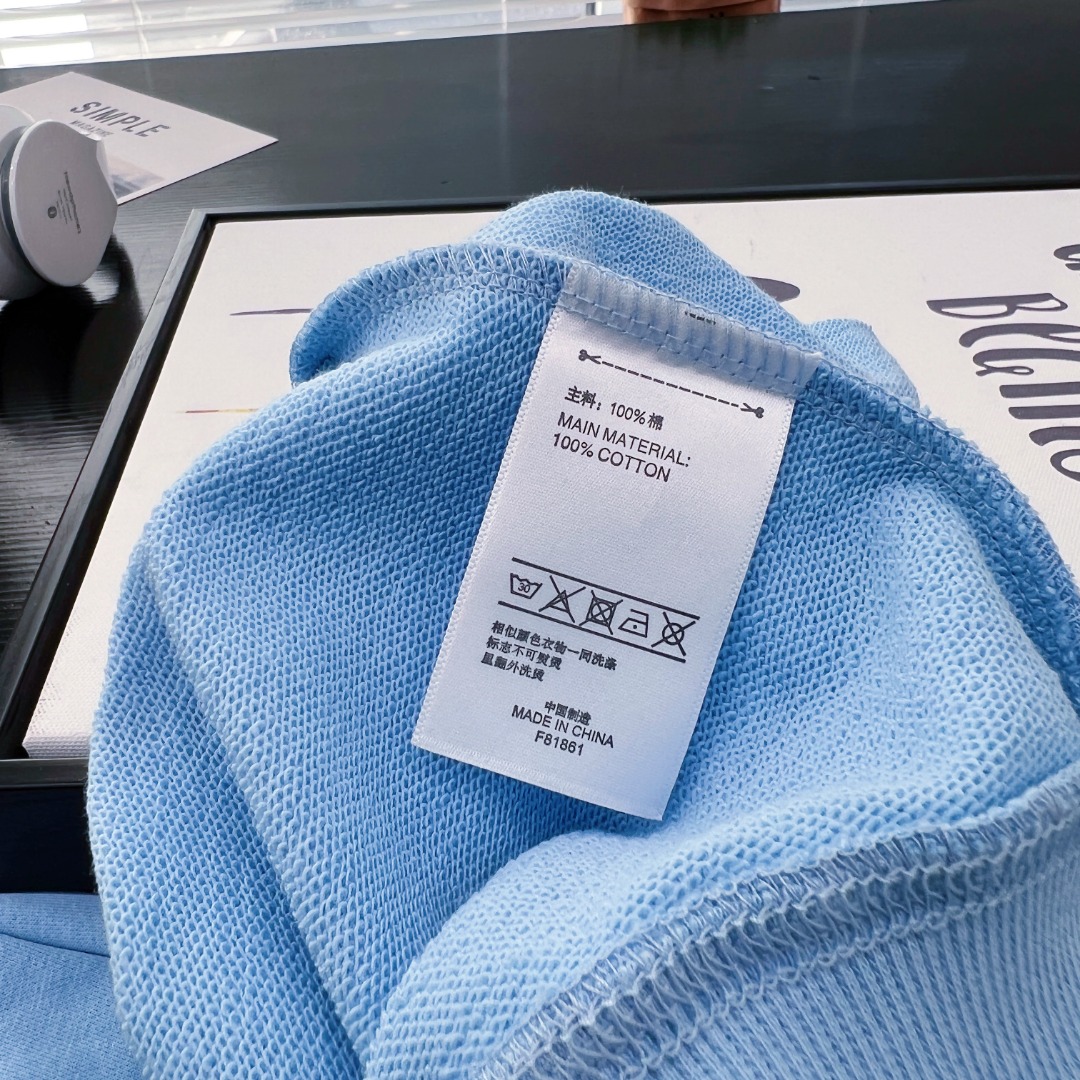 SIMPLE
主料：100%棉
MAIN MATERIAL:
100% COTTON
30
相似颜色衣物一同洗涤
标志不可熨烫
里翻外洗烫
中国制造
MADE IN CHINA
F81861